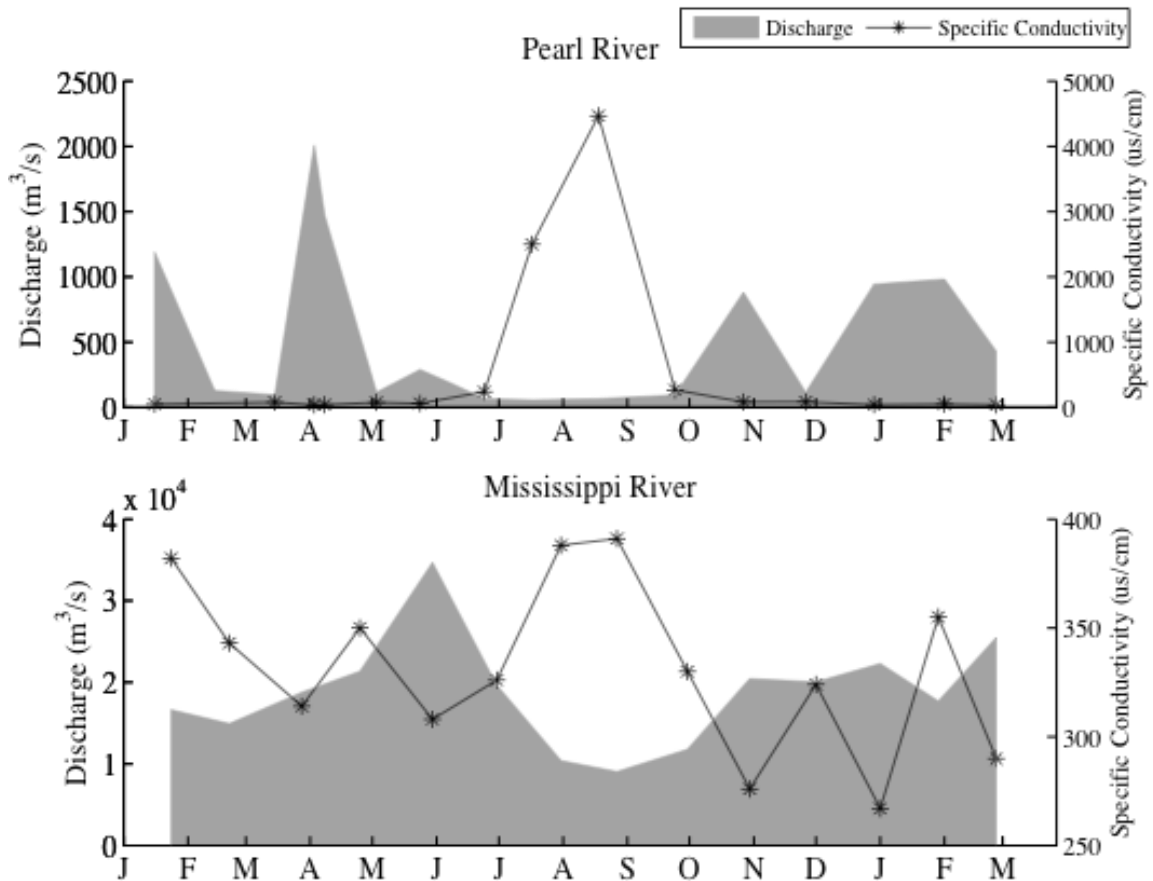 Discharge Specific Conductivity
Pearl River
2500
2000
1500
1000
500
0
Discharge (m³/s)
5000
4000
3000
2000
1000
0
Specific Conductivity (us/cm)
J F M A M J J A S O N D J F M
Mississippi River
x 10⁴
4
3
2
1
0
Discharge (m³/s)
400
350
300
250
Specific Conductivity (us/cm)
J F M A M J J A S O N D J F M